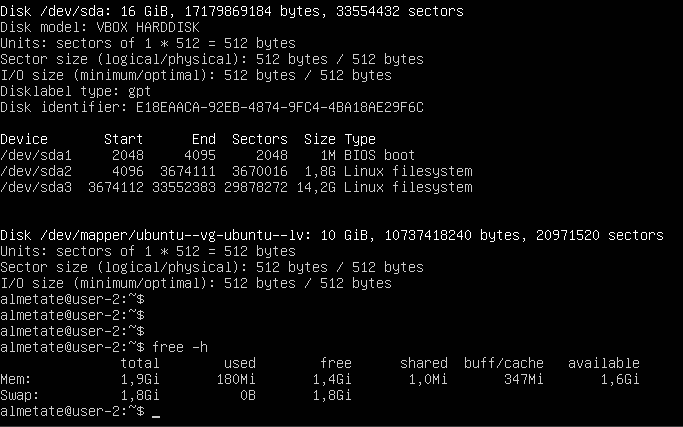 Disk /dev/sda: 16 GiB, 17179869184 bytes, 33554432 sectors
Disk model: VBOX HARDDISK
Units: sectors of 1 * 512 = 512 bytes
Sector size (logical/physical): 512 bytes / 512 bytes
I/O size (minimum/optimal): 512 bytes / 512 bytes
Disklabel type: gpt
Disk identifier: E18EAACA-92EB-4874-9FC4-4BA18AE29F6C
Device       Start      End  Sectors  Size Type
/dev/sda1     2048     4095     2048    1M BIOS boot
/dev/sda2     4096  3674111  3670016  1,8G Linux filesystem
/dev/sda3  3674112 33552383 29878272 14,2G Linux filesystem
Disk /dev/mapper/ubuntu--vg-ubuntu--lv: 10 GiB, 10737418240 bytes, 20971520 sectors
Units: sectors of 1 * 512 = 512 bytes
Sector size (logical/physical): 512 bytes / 512 bytes
I/O size (minimum/optimal): 512 bytes / 512 bytes
almetate@user-2:~$
almetate@user-2:~$
almetate@user-2:~$
almetate@user-2:~$ free -h
               total        used        free      shared  buff/cache   available
Mem:           1,9Gi       180Mi       1,4Gi       1,0Mi       347Mi       1,6Gi
Swap:          1,8Gi          0B       1,8Gi
almetate@user-2:~$ _